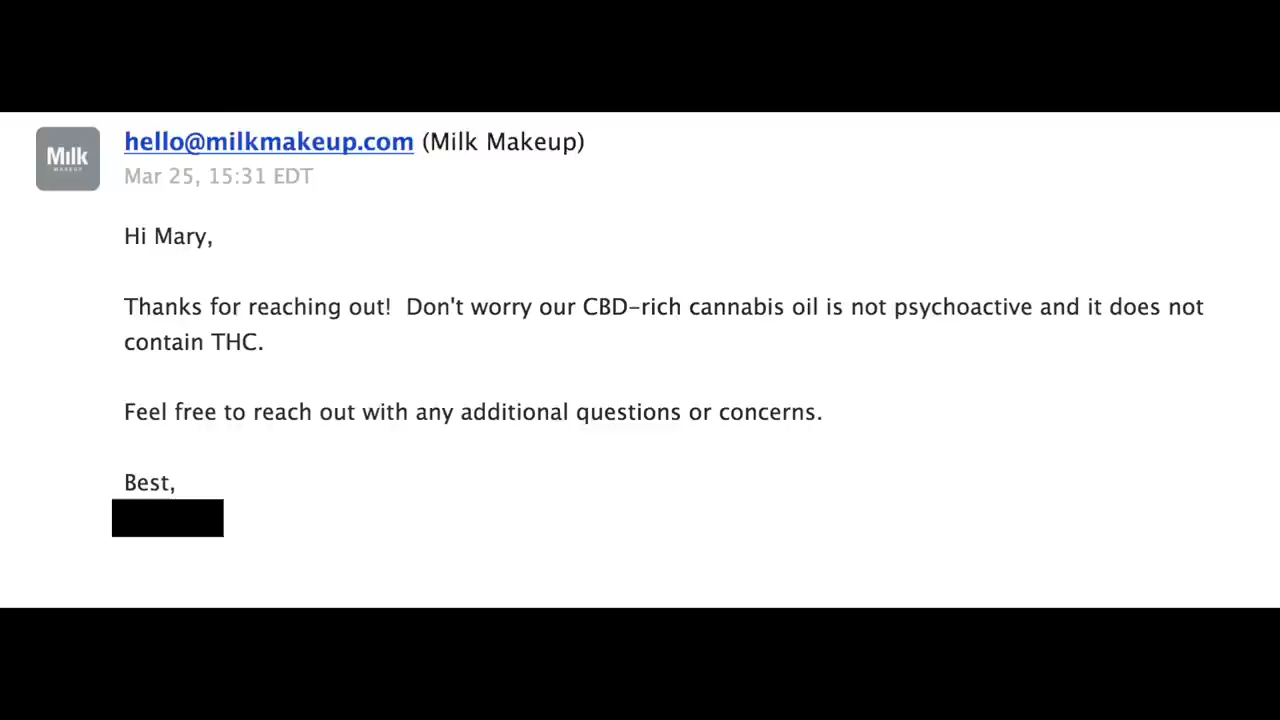 Milk
MAKEUP
hello@milkmakeup.com (Milk Makeup)
Mar 25, 15:31 EDT
Hi Mary,
Thanks for reaching out!  Don't worry our CBD-rich cannabis oil is not psychoactive and it does not
contain THC.
Feel free to reach out with any additional questions or concerns.
Best,